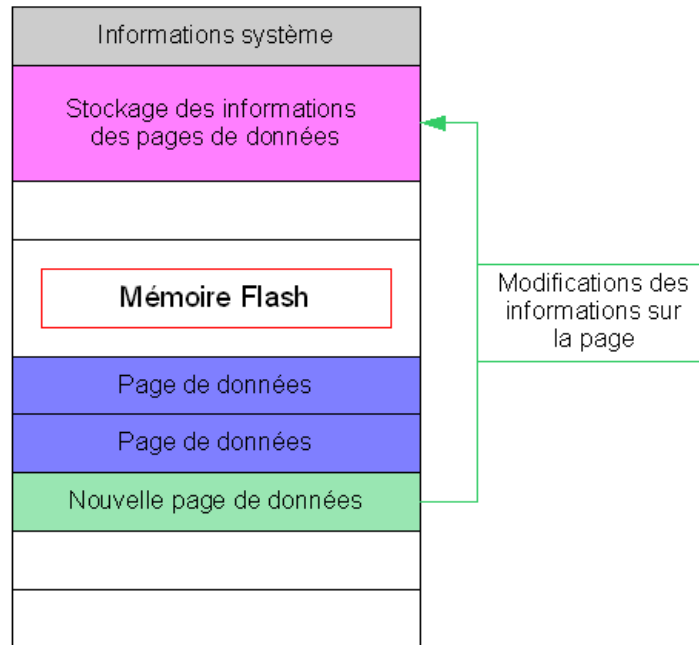 Informations système
Stockage des informations
des pages de données
Mémoire Flash
Modifications des
informations sur
la page
Page de données
Page de données
Nouvelle page de données